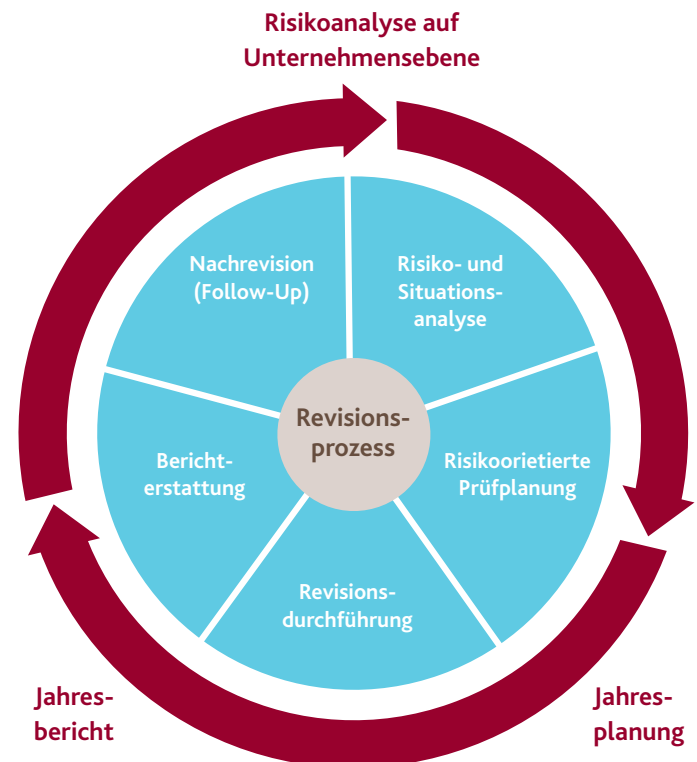 Risikoanalyse auf
Unternehmensebene
Nachrevision
(Follow-Up)
Risiko- und
Situations-
analyse
Revisions-
prozess
Bericht-
erstattung
Risikoorietierte
Prüfplanung
Revisions-
durchführung
Jahres-
bericht
Jahres-
planung